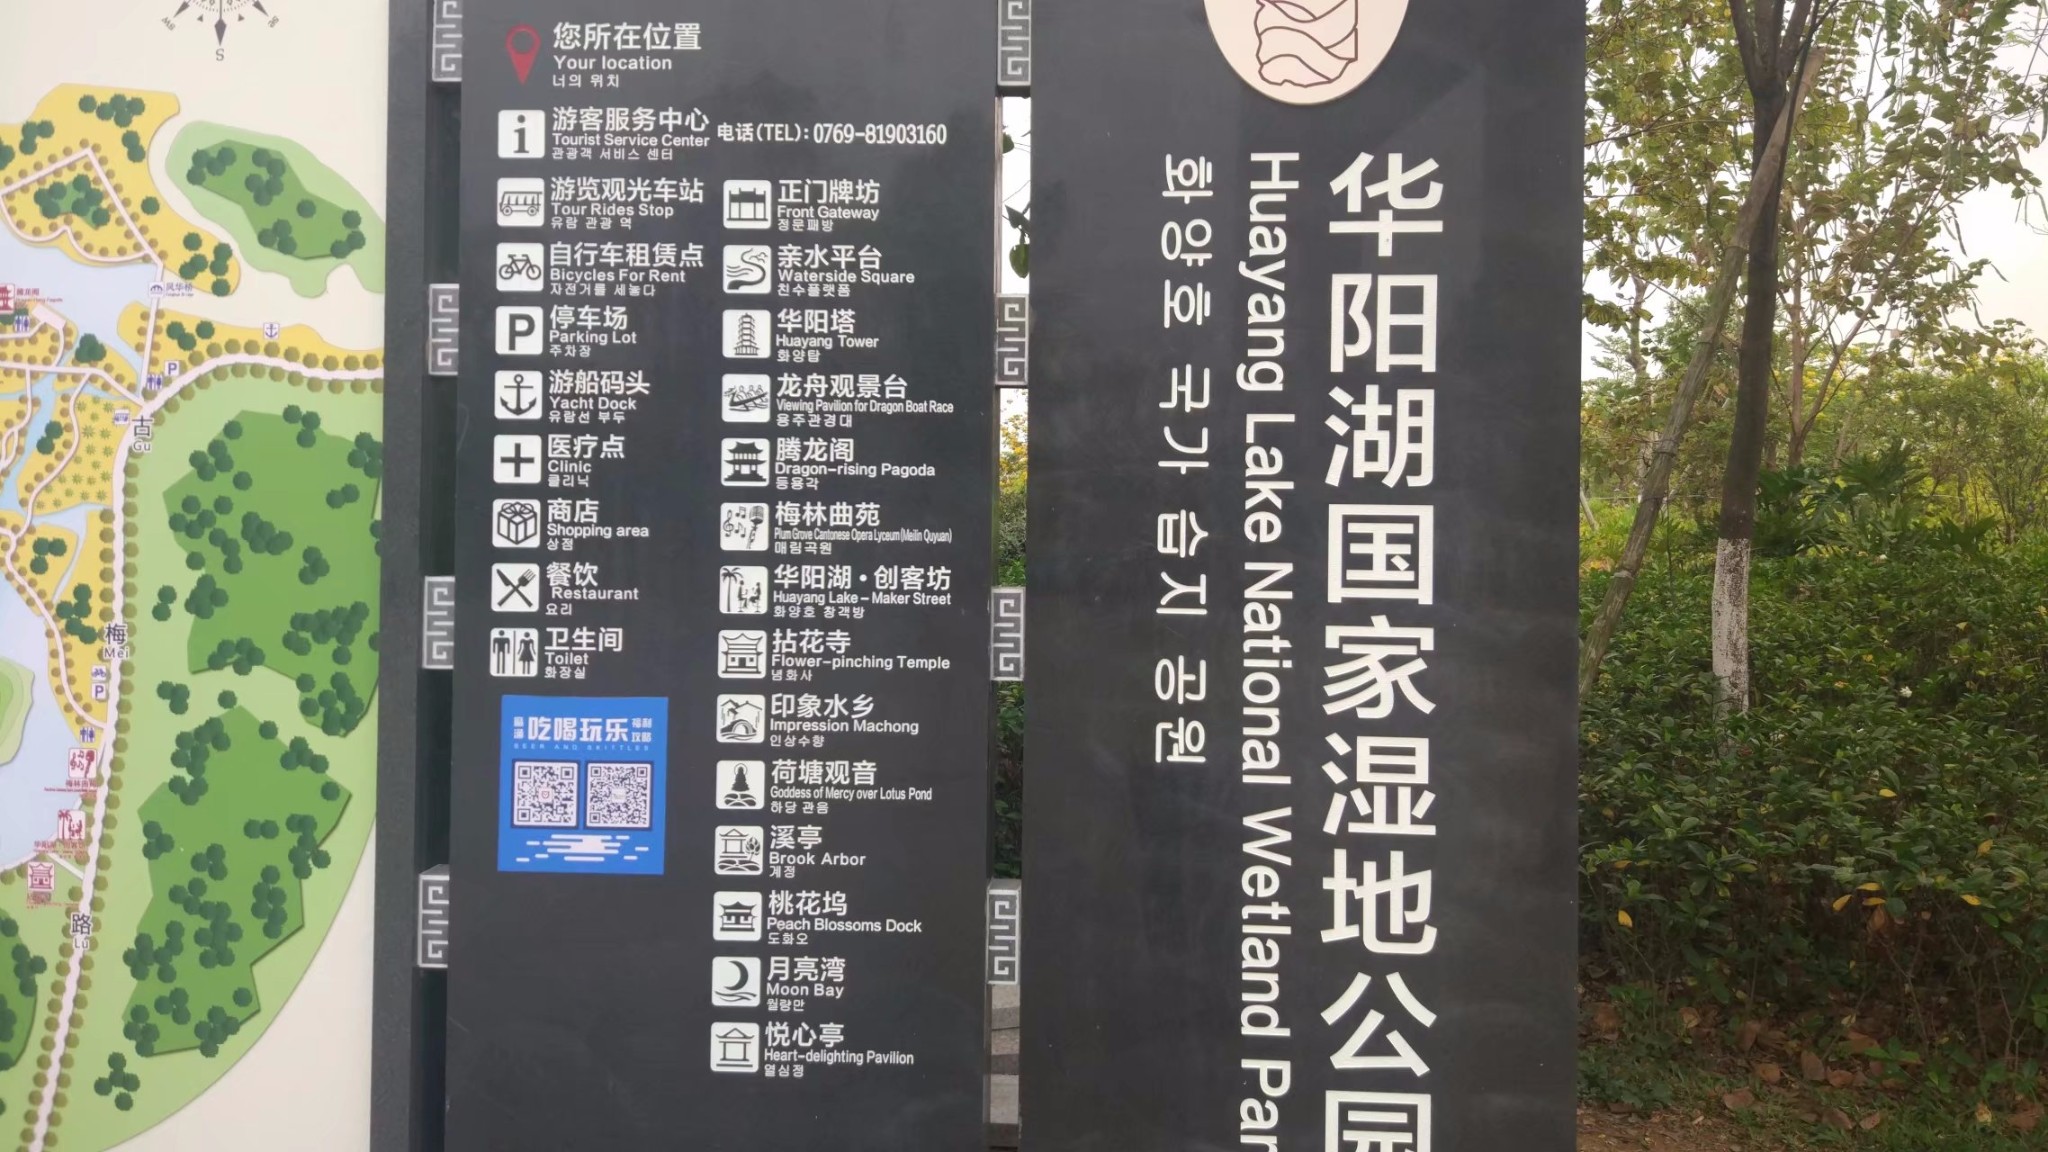 S
古
Gu
梅
Mei
路
Lu
P
P
您所在位置
Your location
너의 위치
游客服务中心
Tourist Service Center
관광객 서비스 센터
电话(TEL): 0769-81903160
游览观光车站
Tour Rides Stop
유람 관광 역
自行车租赁点
Bicycles For Rent
자전거를 세놓다
P
停车场
Parking Lot
주차장
游船码头
Yacht Dock
유람선 부두
医疗点
Clinic
클리닉
商店
Shopping area
상점
餐饮
Restaurant
요리
卫生间
Toilet
화장실
吃喝玩乐
福利
攻略
BEER AND SKITTLES
正门牌坊
Front Gateway
정문패방
亲水平台
Waterside Square
친수플랫폼
华阳塔
Huayang Tower
화양탑
龙舟观景台
Viewing Pavilion for Dragon Boat Race
용주관경대
腾龙阁
Dragon-rising Pagoda
등용각
梅林曲苑
Plum Grove Cantonese Opera Lyceum(Meilin Quyuan)
매림곡원
华阳湖·创客坊
Huayang Lake-Maker Street
화양호 창객방
拈花寺
Flower-pinching Temple
념화사
印象水乡
Impression Machong
인상수향
荷塘观音
Goddess of Mercy over Lotus Pond
하당 관음
溪亭
Brook Arbor
계정
桃花坞
Peach Blossoms Dock
도화오
月亮湾
Moon Bay
월량만
悦心亭
Heart-delighting Pavilion
열심정
华阳湖国家湿地公园
Huayang Lake National Wetland Par
화양호 국가 습지 공원